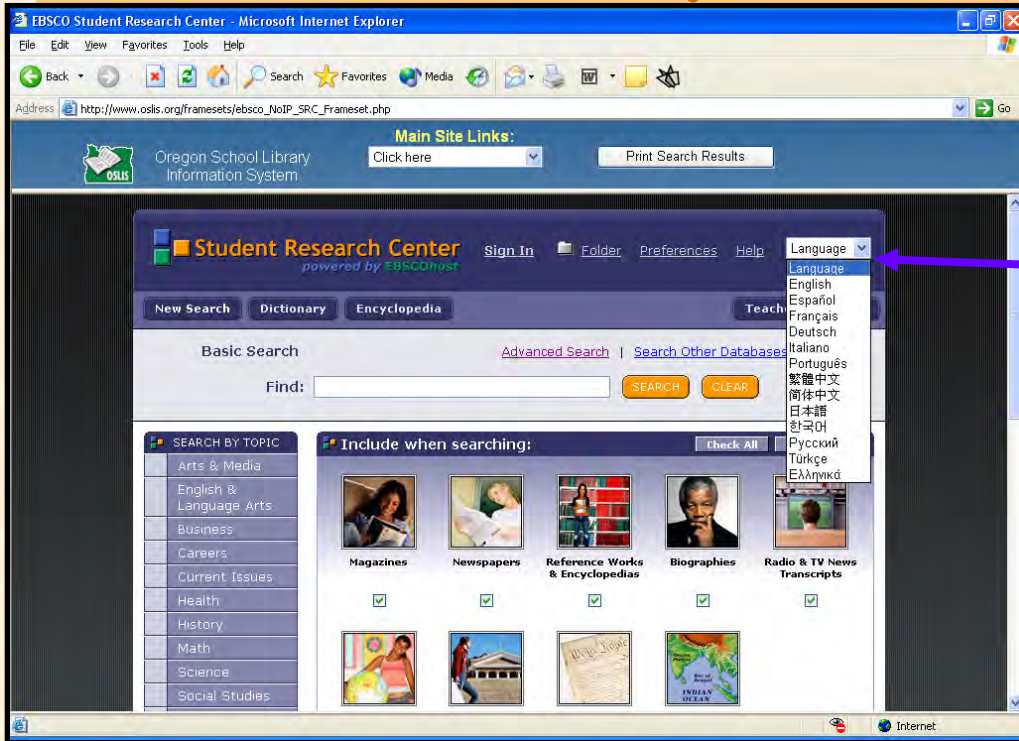 EBSCO Student Research Center - Microsoft Internet Explorer
File Edit View Favorites Tools Help
Back Search Favorites Media
Address http://www.oslis.org/framesets/ebsco_NoIP_SRC_Frameset.php Go
Main Site Links:
OSLIS Oregon School Library Information System Click here Print Search Results
Student Research Center
powered by EBSCOhost
Sign In Folder Preferences Help Language
Language
English
Español
Français
Deutsch
Italiano
Português
繁體中文
简体中文
日本語
한국어
Русский
Türkçe
Ελληνικά
New Search Dictionary Encyclopedia
Basic Search Advanced Search | Search Other Databases
Find: SEARCH CLEAR
SEARCH BY TOPIC
Arts & Media
English &
Language Arts
Business
Careers
Current Issues
Health
History
Math
Science
Social Studies
Include when searching: Check All
Magazines
Newspapers
Reference Works
& Encyclopedias
Biographies
Radio & TV News
Transcripts
INDIAN
OCEAN
Internet